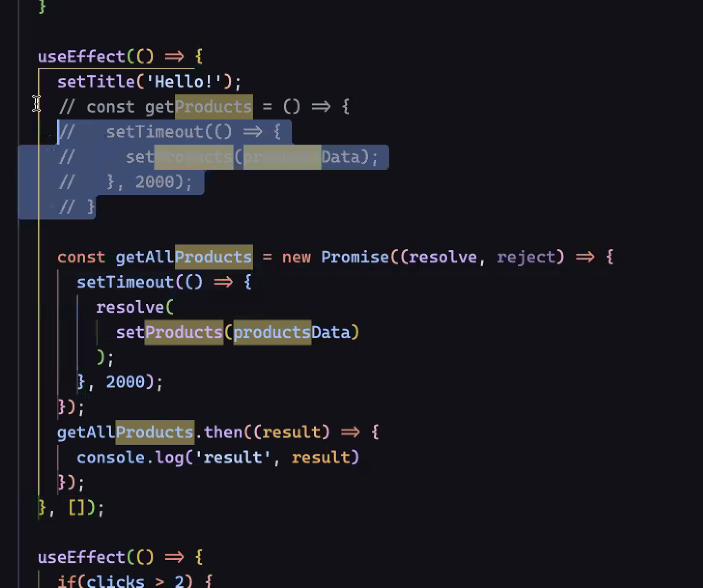 }
useEffect(() => {
setTitle('Hello!');
// const getProducts = () => {
// setTimeout(() => {
// setProducts(productsData);
// }, 2000);
// }
const getAllProducts = new Promise((resolve, reject) => {
setTimeout(() => {
resolve(
setProducts(productsData)
);
}, 2000);
});
getAllProducts.then((result) => {
console.log('result', result)
});
}, []);
useEffect(() => {
if(clicks > 2) {